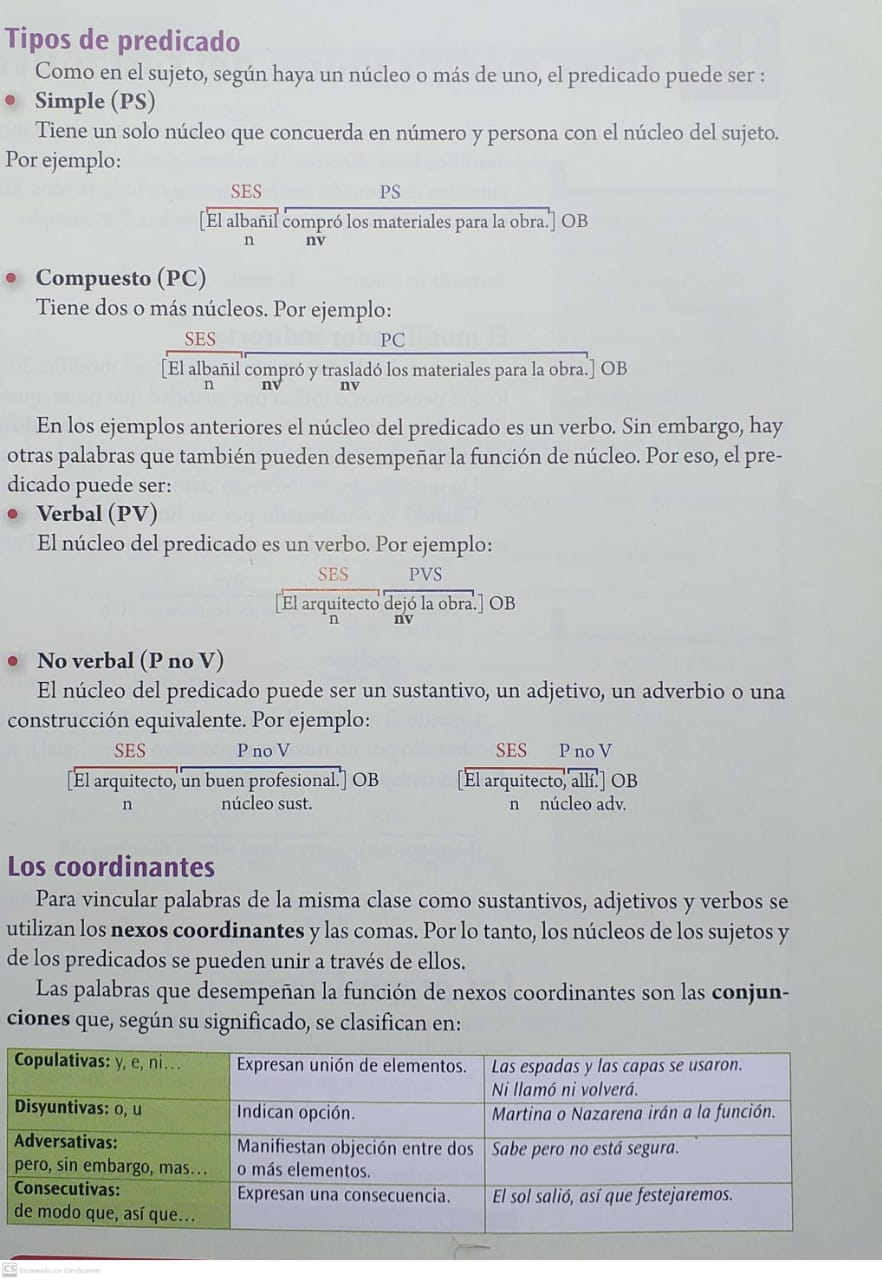 Tipos de predicado
Como en el sujeto, según haya un núcleo o más de uno, el predicado puede ser :
• Simple (PS)
Tiene un solo núcleo que concuerda en número y persona con el núcleo del sujeto.
Por ejemplo:
SES PS
[El albañil compró los materiales para la obra.] OB
n nv
• Compuesto (PC)
Tiene dos o más núcleos. Por ejemplo:
SES PC
[El albañil compró y trasladó los materiales para la obra.] OB
n nv nv
En los ejemplos anteriores el núcleo del predicado es un verbo. Sin embargo, hay
otras palabras que también pueden desempeñar la función de núcleo. Por eso, el pre-
dicado puede ser:
• Verbal (PV)
El núcleo del predicado es un verbo. Por ejemplo:
SES PVS
[El arquitecto dejó la obra.] OB
n nv
• No verbal (P no V)
El núcleo del predicado puede ser un sustantivo, un adjetivo, un adverbio o una
construcción equivalente. Por ejemplo:
SES P no V SES P no V
[El arquitecto, un buen profesional.] OB [El arquitecto, allí.] OB
n núcleo sust. n núcleo adv.
Los coordinantes
Para vincular palabras de la misma clase como sustantivos, adjetivos y verbos se
utilizan los nexos coordinantes y las comas. Por lo tanto, los núcleos de los sujetos y
de los predicados se pueden unir a través de ellos.
Las palabras que desempeñan la función de nexos coordinantes son las conjun-
ciones que, según su significado, se clasifican en:
Copulativas: y, e, ni... Expresan unión de elementos. Las espadas y las capas se usaron.
Ni llamó ni volverá.
Disyuntivas: o, u Indican opción. Martina o Nazarena irán a la función.
Adversativas: Manifiestan objeción entre dos Sabe pero no está segura.
pero, sin embargo, mas... o más elementos.
Consecutivas: Expresan una consecuencia. El sol salió, así que festejaremos.
de modo que, así que...
CS Escaneado con CamScanner